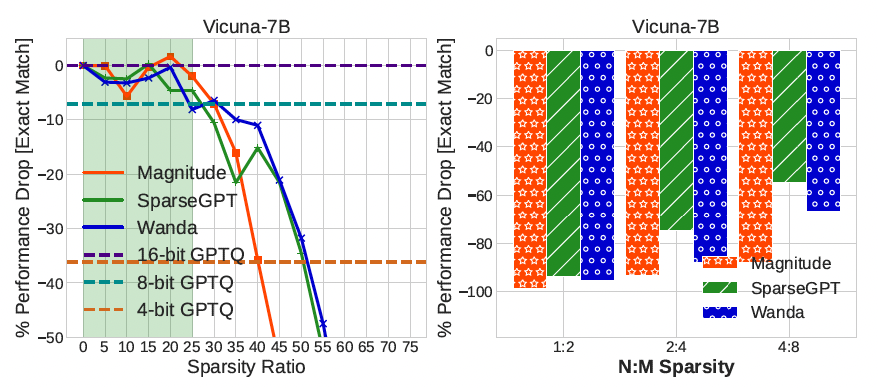 Vicuna-7B
% Performance Drop [Exact Match]
0
−10
−20
−30
−40
−50
Magnitude
SparseGPT
Wanda
16-bit GPTQ
8-bit GPTQ
4-bit GPTQ
0 5 10 15 20 25 30 35 40 45 50 55 60 65 70 75
Sparsity Ratio
Vicuna-7B
% Performance Drop [Exact Match]
0
−20
−40
−60
−80
−100
Magnitude
SparseGPT
Wanda
1:2 2:4 4:8
N:M Sparsity